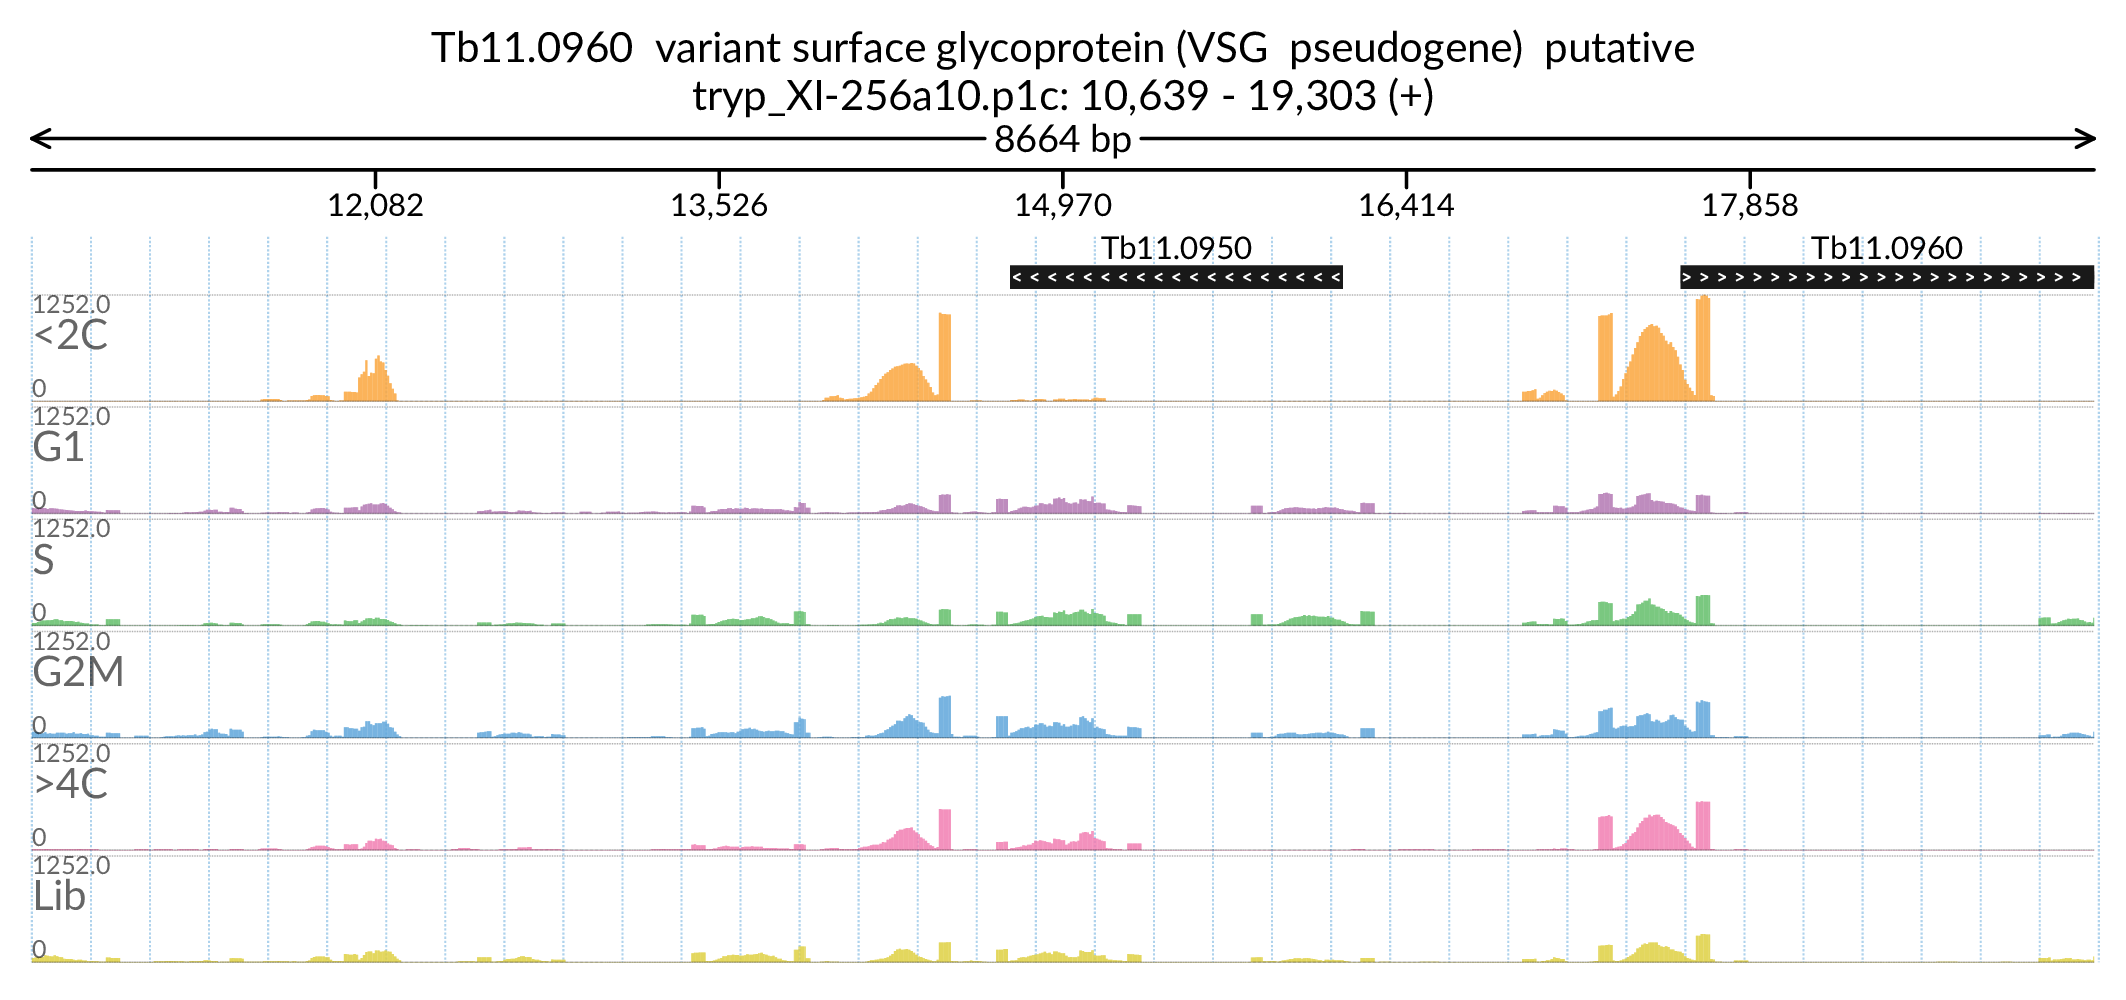 Tb11.0960  variant surface glycoprotein (VSG  pseudogene)  putative
tryp_XI-256a10.p1c: 10,639 - 19,303 (+)
8664 bp
12,082 13,526 14,970 16,414 17,858
Tb11.0950 Tb11.0960
1252.0
<2C
0
1252.0
G1
0
1252.0
S
0
1252.0
G2M
0
1252.0
>4C
0
1252.0
Lib
0